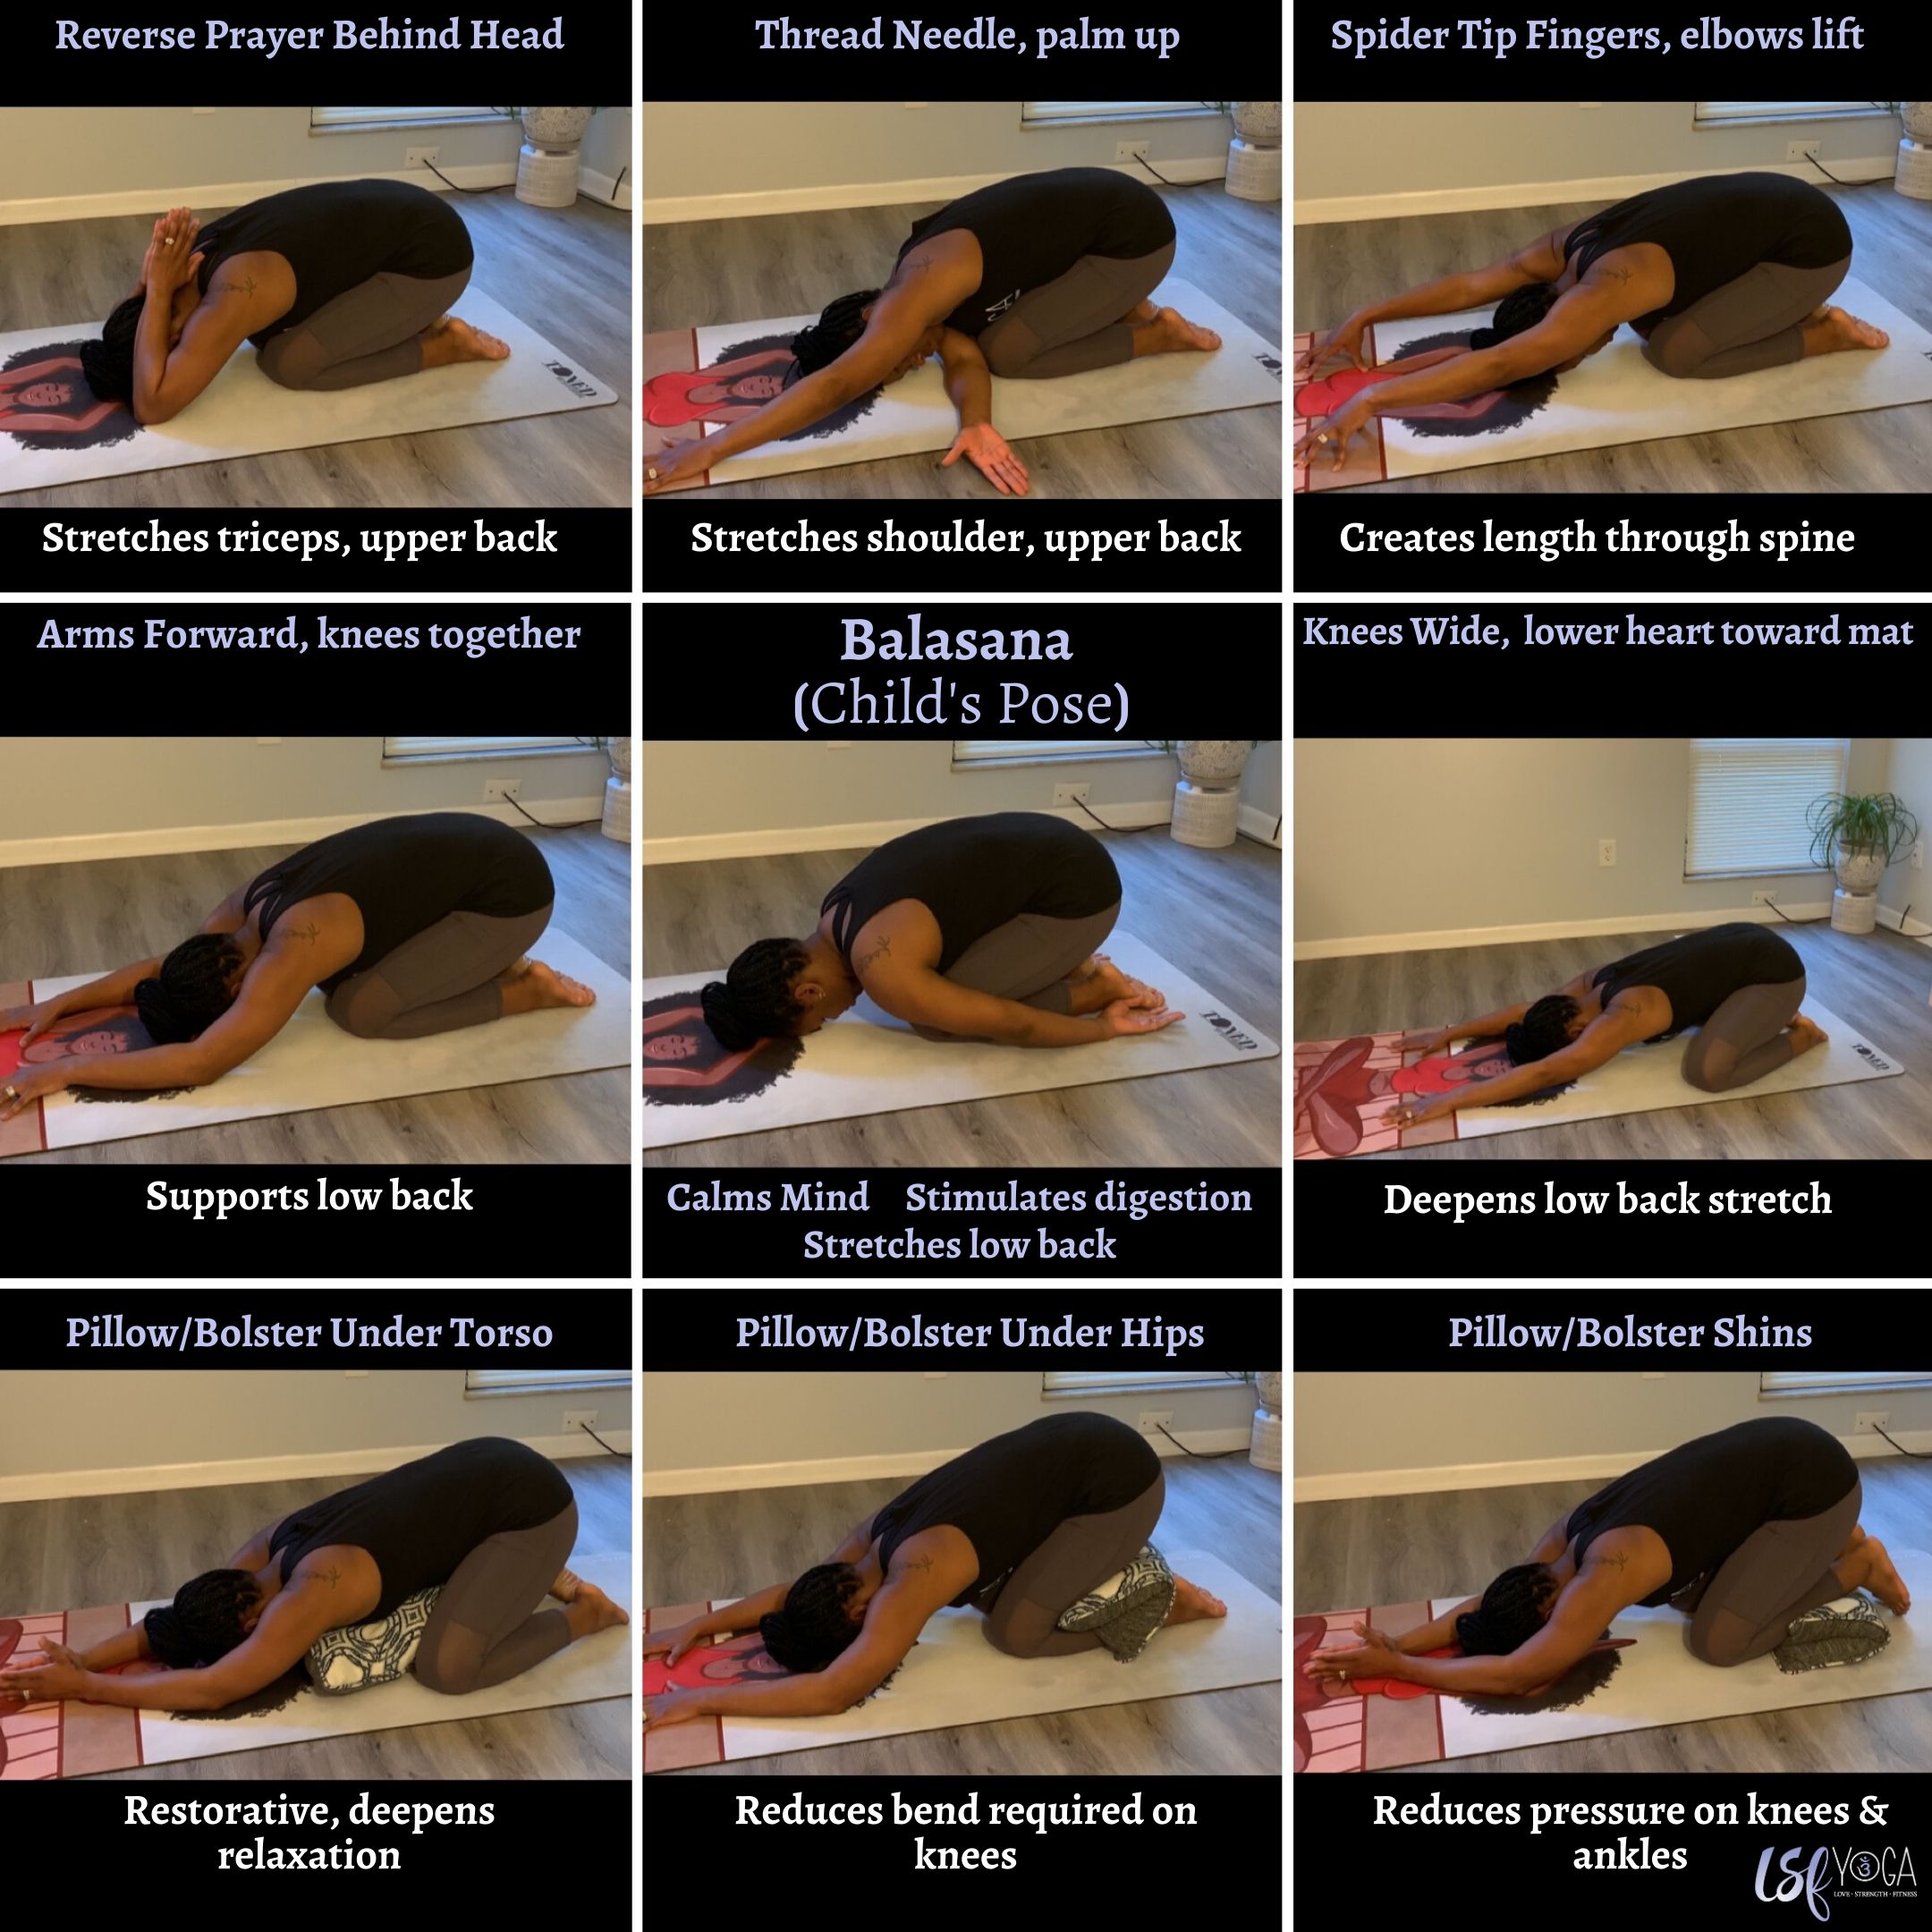 Reverse Prayer Behind Head
Stretches triceps, upper back
Thread Needle, palm up
Stretches shoulder, upper back
Spider Tip Fingers, elbows lift
Creates length through spine
Arms Forward, knees together
Supports low back
Balasana
(Child's Pose)
Calms Mind Stimulates digestion
Stretches low back
Knees Wide, lower heart toward mat
Deepens low back stretch
Pillow/Bolster Under Torso
Restorative, deepens
relaxation
Pillow/Bolster Under Hips
Reduces bend required on
knees
Pillow/Bolster Shins
Reduces pressure on knees &
ankles
LSF YOGA
LOVE · STRENGTH · FITNESS